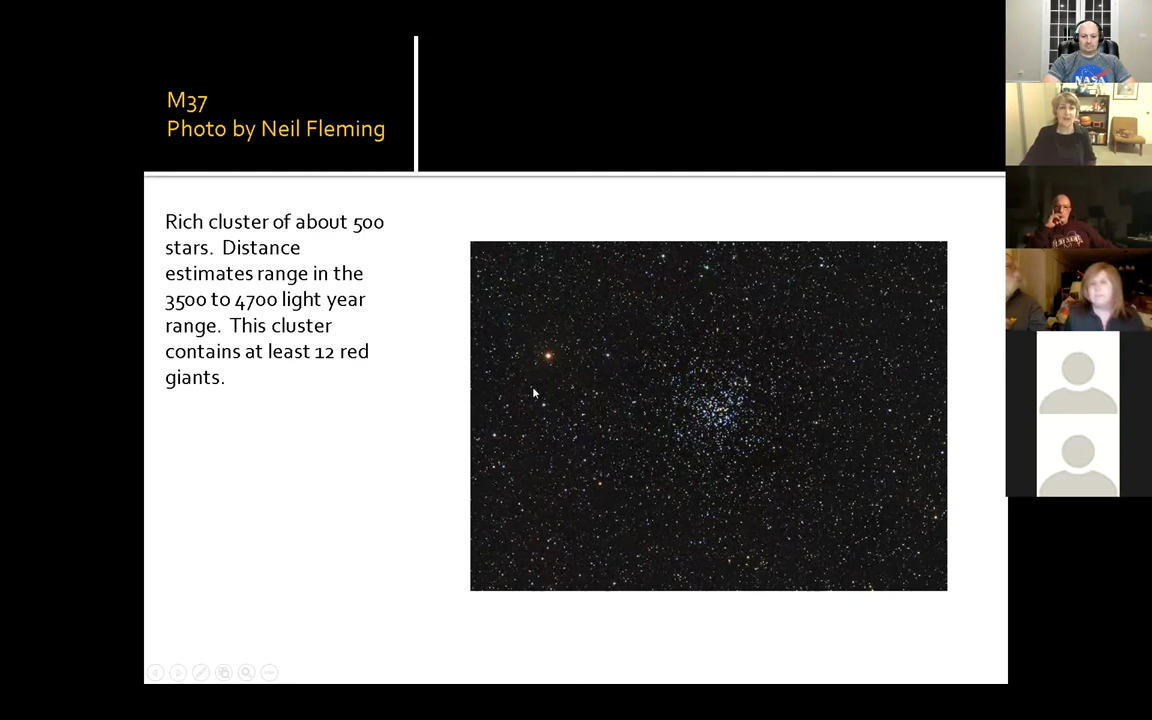 M37
Photo by Neil Fleming
Rich cluster of about 500
stars. Distance
estimates range in the
3500 to 4700 light year
range. This cluster
contains at least 12 red
giants.
NASA